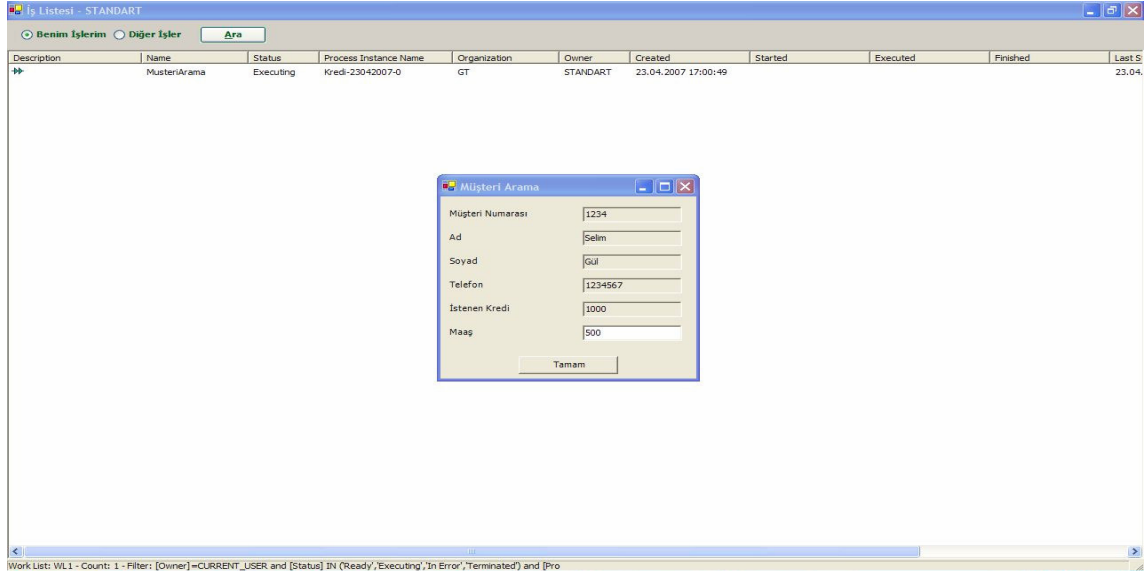 İş Listesi - STANDART
Benim İşlerim Diğer İşler Ara
Description Name Status Process Instance Name Organization Owner Created Started Executed Finished Last S
MusteriArama Executing Kredi-23042007-0 GT STANDART 23.04.2007 17:00:49 23.04.
Müşteri Arama
Müşteri Numarası 1234
Ad Selim
Soyad Gül
Telefon 1234567
İstenen Kredi 1000
Maaş 500
Tamam
Work List: WL1 - Count: 1 - Filter: [Owner]=CURRENT_USER and [Status] IN ('Ready','Executing','In Error','Terminated') and [Pro